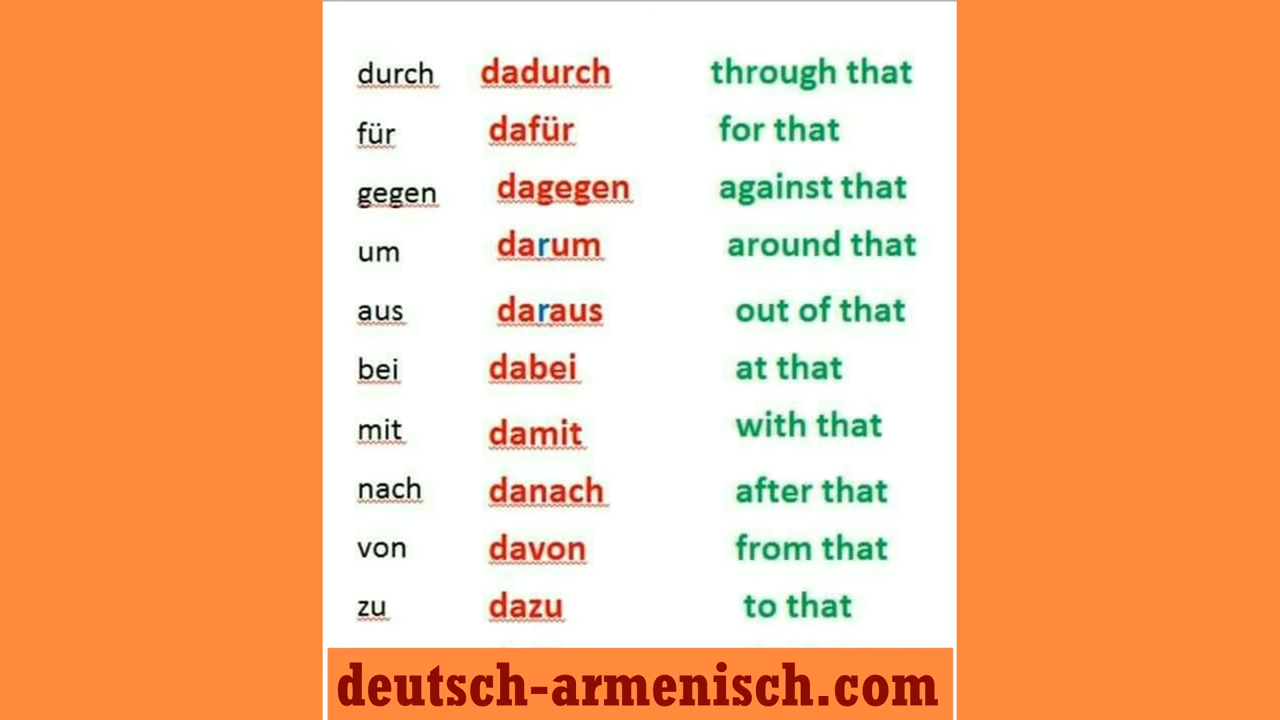 durch dadurch through that
für dafür for that
gegen dagegen against that
um darum around that
aus daraus out of that
bei dabei at that
mit damit with that
nach danach after that
von davon from that
zu dazu to that
deutsch-armenisch.com